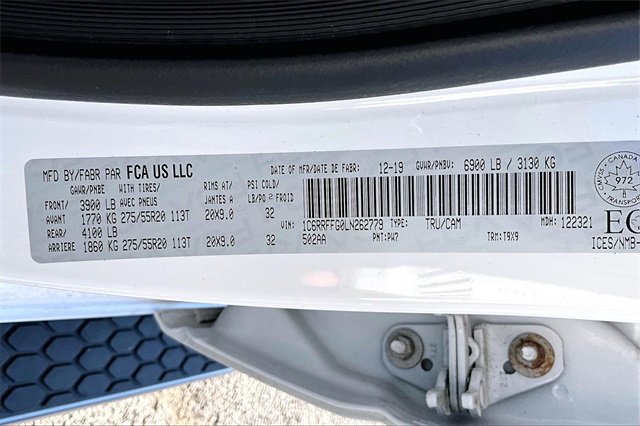 MFD BY/FABR PAR FCA US LLC DATE OF MFR/DATE DE FABR: 12-19 GVWR/PNBV: 6900 LB / 3130 KG
GAWR/PNBE WITH TIRES/ RIMS AT/ PSI COLD/
FRONT/ 3900 LB AVEC PNEUS JANTES A LB/PO² FROID
AVANT 1770 KG 275/55R20 113T 20X9.0 32
REAR/ 4100 LB
ARRIERE 1860 KG 275/55R20 113T 20X9.0 32
VIN: 1C6RRFFG0LN262779 TYPE: TRU/CAM MDH: 122321
502AA PNT: PW7 TRM: T9X9
CANADA
972
CMVSS
TRANSPORT
ICES/NMB-